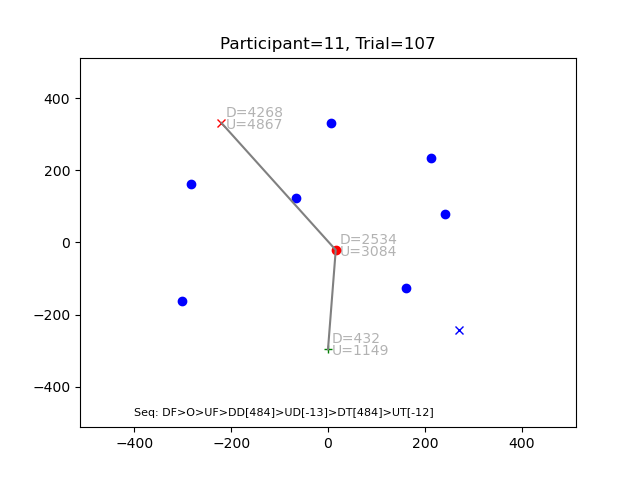 Participant=11, Trial=107
D=4268
U=4867
D=2534
U=3084
D=432
U=1149
Seq: DF>O>UF>DD[484]>UD[-13]>DT[484]>UT[-12]
400
200
0
−200
−400
−400 −200 0 200 400